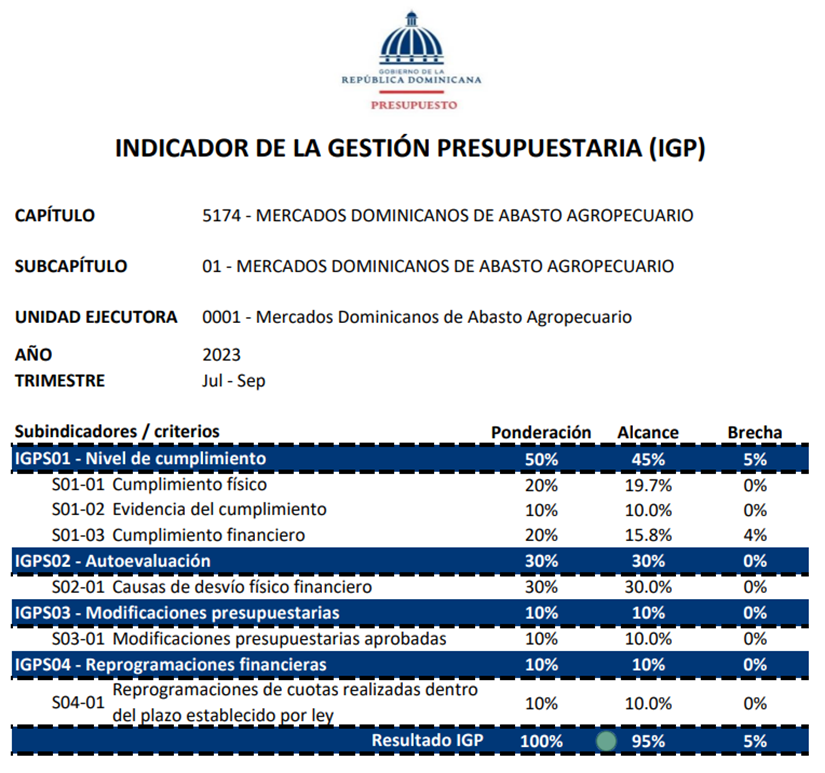 GOBIERNO DE LA
REPÚBLICA DOMINICANA
PRESUPUESTO
INDICADOR DE LA GESTIÓN PRESUPUESTARIA (IGP)
CAPÍTULO 5174 - MERCADOS DOMINICANOS DE ABASTO AGROPECUARIO
SUBCAPÍTULO 01 - MERCADOS DOMINICANOS DE ABASTO AGROPECUARIO
UNIDAD EJECUTORA 0001 - Mercados Dominicanos de Abasto Agropecuario
AÑO 2023
TRIMESTRE Jul - Sep
Subindicadores / criterios Ponderación Alcance Brecha
IGPS01 - Nivel de cumplimiento 50% 45% 5%
S01-01 Cumplimiento físico 20% 19.7% 0%
S01-02 Evidencia del cumplimiento 10% 10.0% 0%
S01-03 Cumplimiento financiero 20% 15.8% 4%
IGPS02 - Autoevaluación 30% 30% 0%
S02-01 Causas de desvío físico financiero 30% 30.0% 0%
IGPS03 - Modificaciones presupuestarias 10% 10% 0%
S03-01 Modificaciones presupuestarias aprobadas 10% 10.0% 0%
IGPS04 - Reprogramaciones financieras 10% 10% 0%
S04-01 Reprogramaciones de cuotas realizadas dentro
del plazo establecido por ley 10% 10.0% 0%
Resultado IGP 100% 95% 5%